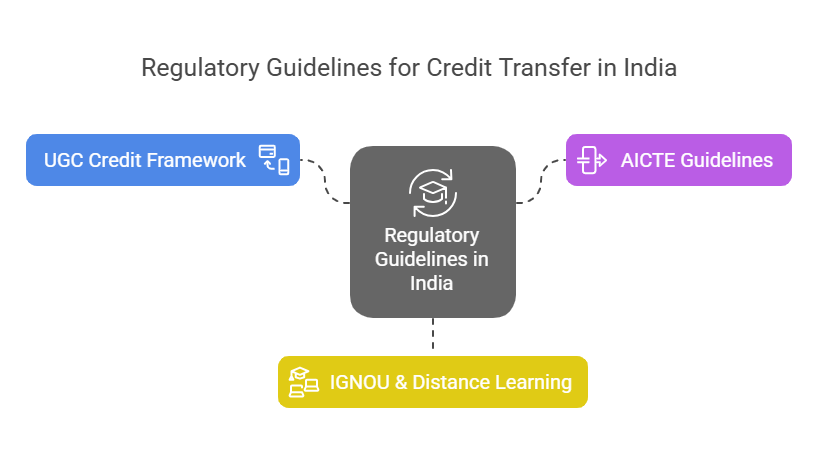 Regulatory Guidelines for Credit Transfer in India
UGC Credit Framework
AICTE Guidelines
Regulatory
Guidelines in
India
IGNOU & Distance Learning